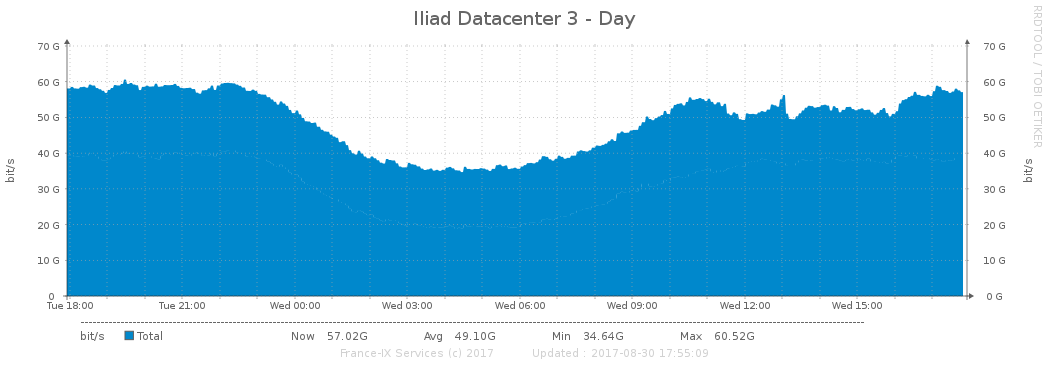 Iliad Datacenter 3 - Day
RRDTOOL / TOBI OETIKER
70 G 70 G
60 G 60 G
50 G 50 G
40 G 40 G
30 G 30 G
20 G 20 G
10 G 10 G
0 0 G
bit/s bit/s
Tue 18:00 Tue 21:00 Wed 00:00 Wed 03:00 Wed 06:00 Wed 09:00 Wed 12:00 Wed 15:00
bit/s Total Now 57.02G Avg 49.10G Min 34.64G Max 60.52G
France-IX Services (c) 2017 Updated : 2017-08-30 17:55:09